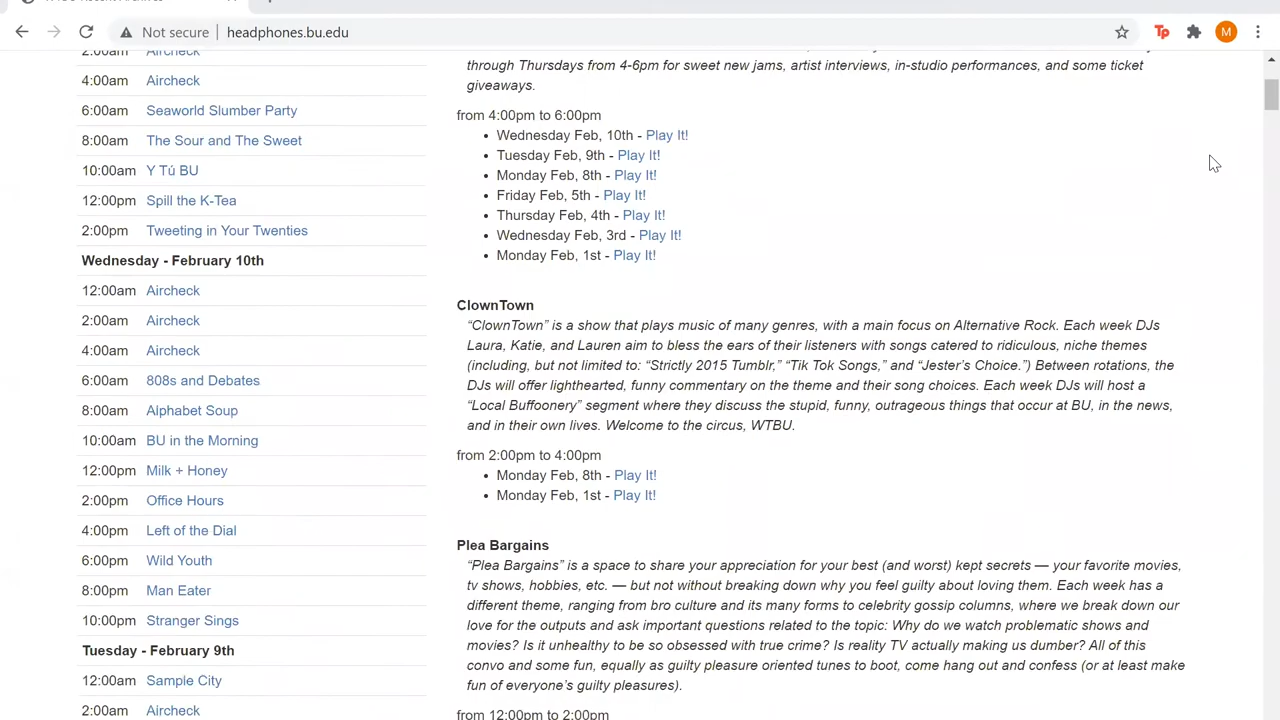 Not secure
headphones.bu.edu
M
Aircheck
4:00am Aircheck
6:00am Seaworld Slumber Party
8:00am The Sour and The Sweet
10:00am Y Tú BU
12:00pm Spill the K-Tea
2:00pm Tweeting in Your Twenties
Wednesday - February 10th
12:00am Aircheck
2:00am Aircheck
4:00am Aircheck
6:00am 808s and Debates
8:00am Alphabet Soup
10:00am BU in the Morning
12:00pm Milk + Honey
2:00pm Office Hours
4:00pm Left of the Dial
6:00pm Wild Youth
8:00pm Man Eater
10:00pm Stranger Sings
Tuesday - February 9th
12:00am Sample City
2:00am Aircheck
through Thursdays from 4-6pm for sweet new jams, artist interviews, in-studio performances, and some ticket
giveaways.
from 4:00pm to 6:00pm
Wednesday Feb, 10th - Play It!
Tuesday Feb, 9th - Play It!
Monday Feb, 8th - Play It!
Friday Feb, 5th - Play It!
Thursday Feb, 4th - Play It!
Wednesday Feb, 3rd - Play It!
Monday Feb, 1st - Play It!
ClownTown
“ClownTown” is a show that plays music of many genres, with a main focus on Alternative Rock. Each week DJs
Laura, Katie, and Lauren aim to bless the ears of their listeners with songs catered to ridiculous, niche themes
(including, but not limited to: “Strictly 2015 Tumblr,” “Tik Tok Songs,” and “Jester’s Choice.”) Between rotations, the
DJs will offer lighthearted, funny commentary on the theme and their song choices. Each week DJs will host a
“Local Buffoonery” segment where they discuss the stupid, funny, outrageous things that occur at BU, in the news,
and in their own lives. Welcome to the circus, WTBU.
from 2:00pm to 4:00pm
Monday Feb, 8th - Play It!
Monday Feb, 1st - Play It!
Plea Bargains
“Plea Bargains” is a space to share your appreciation for your best (and worst) kept secrets — your favorite movies,
tv shows, hobbies, etc. — but not without breaking down why you feel guilty about loving them. Each week has a
different theme, ranging from bro culture and its many forms to celebrity gossip columns, where we break down our
love for the outputs and ask important questions related to the topic: Why do we watch problematic shows and
movies? Is it unhealthy to be so obsessed with true crime? Is reality TV actually making us dumber? All of this
convo and some fun, equally as guilty pleasure oriented tunes to boot, come hang out and confess (or at least make
fun of everyone’s guilty pleasures).
from 12:00pm to 2:00pm